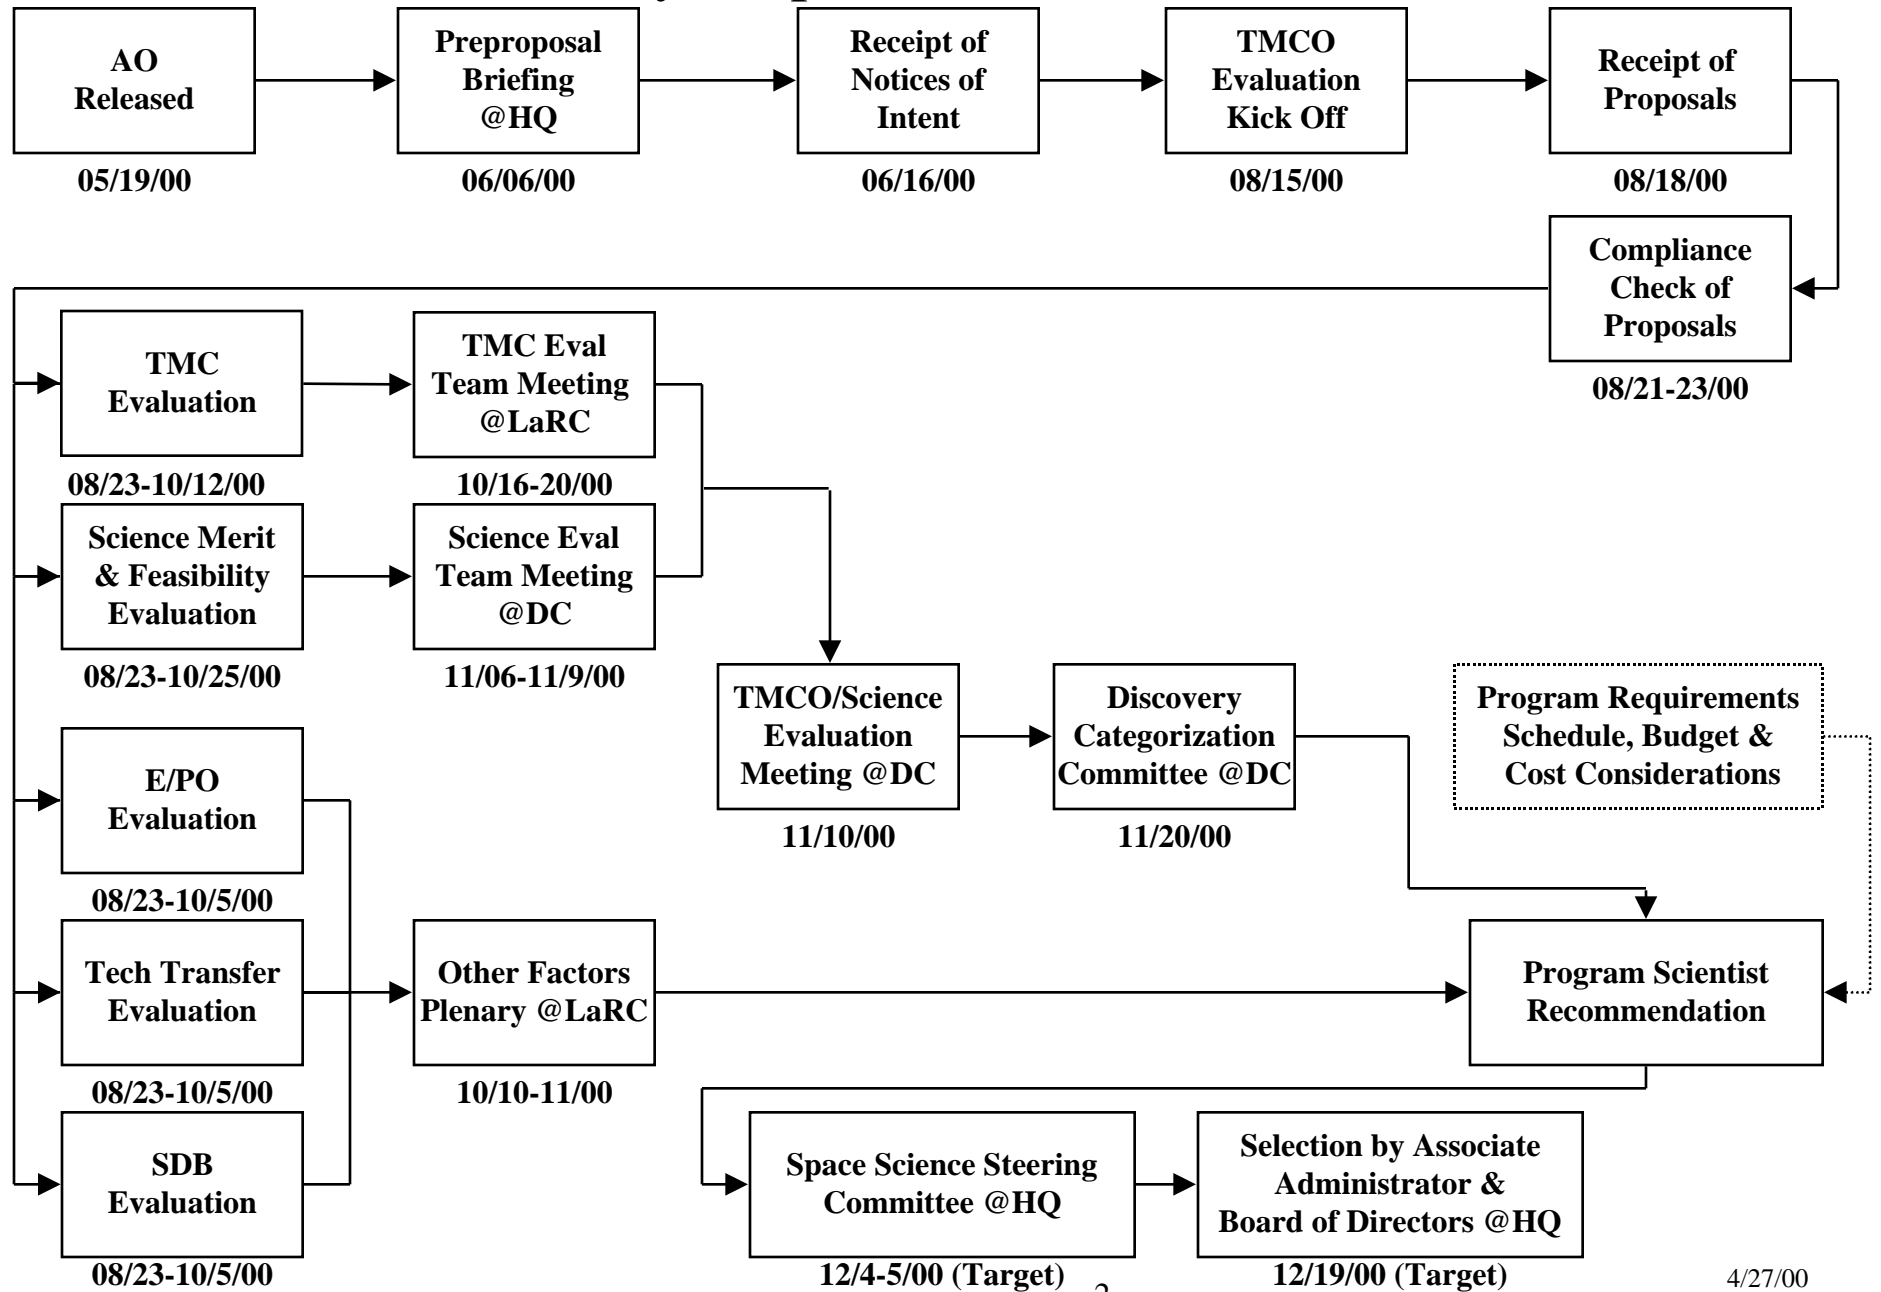 AO
Released
05/19/00
Preproposal
Briefing
@HQ
06/06/00
Receipt of
Notices of
Intent
06/16/00
TMCO
Evaluation
Kick Off
08/15/00
Receipt of
Proposals
08/18/00
Compliance
Check of
Proposals
08/21-23/00
TMC
Evaluation
08/23-10/12/00
TMC Eval
Team Meeting
@LaRC
10/16-20/00
Science Merit
& Feasibility
Evaluation
08/23-10/25/00
Science Eval
Team Meeting
@DC
11/06-11/9/00
TMCO/Science
Evaluation
Meeting @DC
11/10/00
Discovery
Categorization
Committee @DC
11/20/00
Program Requirements
Schedule, Budget &
Cost Considerations
E/PO
Evaluation
08/23-10/5/00
Tech Transfer
Evaluation
08/23-10/5/00
Other Factors
Plenary @LaRC
10/10-11/00
Program Scientist
Recommendation
SDB
Evaluation
08/23-10/5/00
Space Science Steering
Committee @HQ
12/4-5/00 (Target)
Selection by Associate
Administrator &
Board of Directors @HQ
12/19/00 (Target)
4/27/00